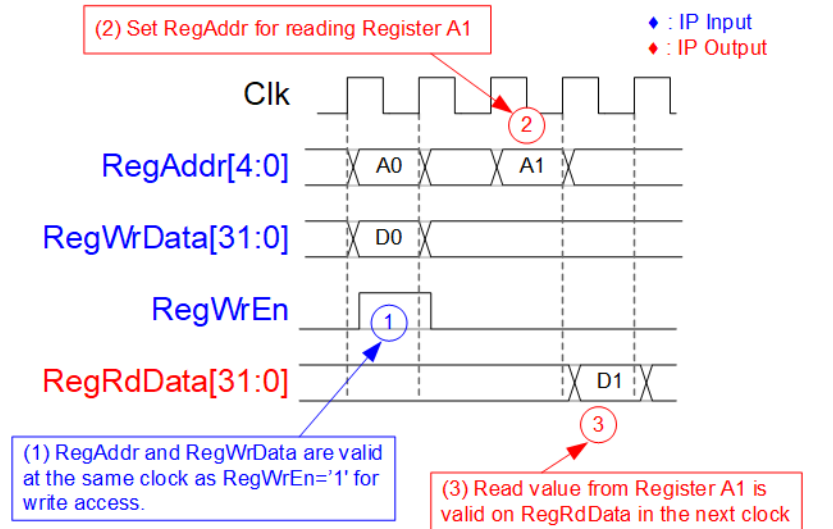 (2) Set RegAddr for reading Register A1
♦ : IP Input
♦ : IP Output
Clk
2
RegAddr[4:0]
A0
A1
RegWrData[31:0]
D0
RegWrEn
1
RegRdData[31:0]
D1
3
(1) RegAddr and RegWrData are valid
at the same clock as RegWrEn='1' for
write access.
(3) Read value from Register A1 is
valid on RegRdData in the next clock